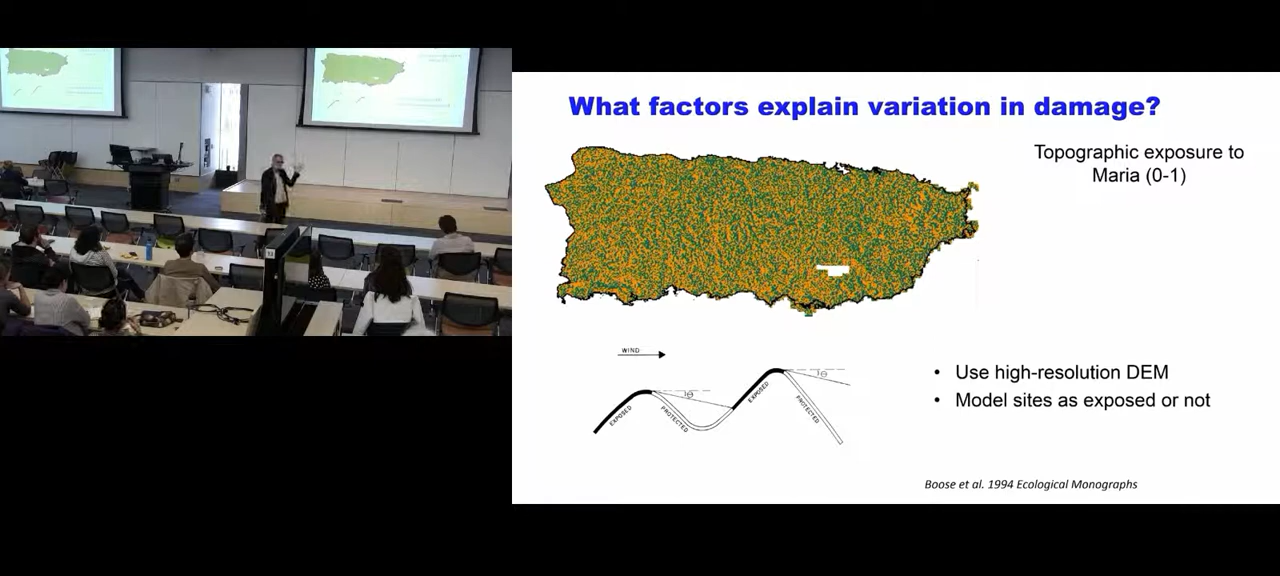 What factors explain variation in damage?
Topographic exposure to
Maria (0-1)
WIND
θ
θ
EXPOSED
PROTECTED
EXPOSED
PROTECTED
• Use high-resolution DEM
• Model sites as exposed or not
Boose et al. 1994 Ecological Monographs